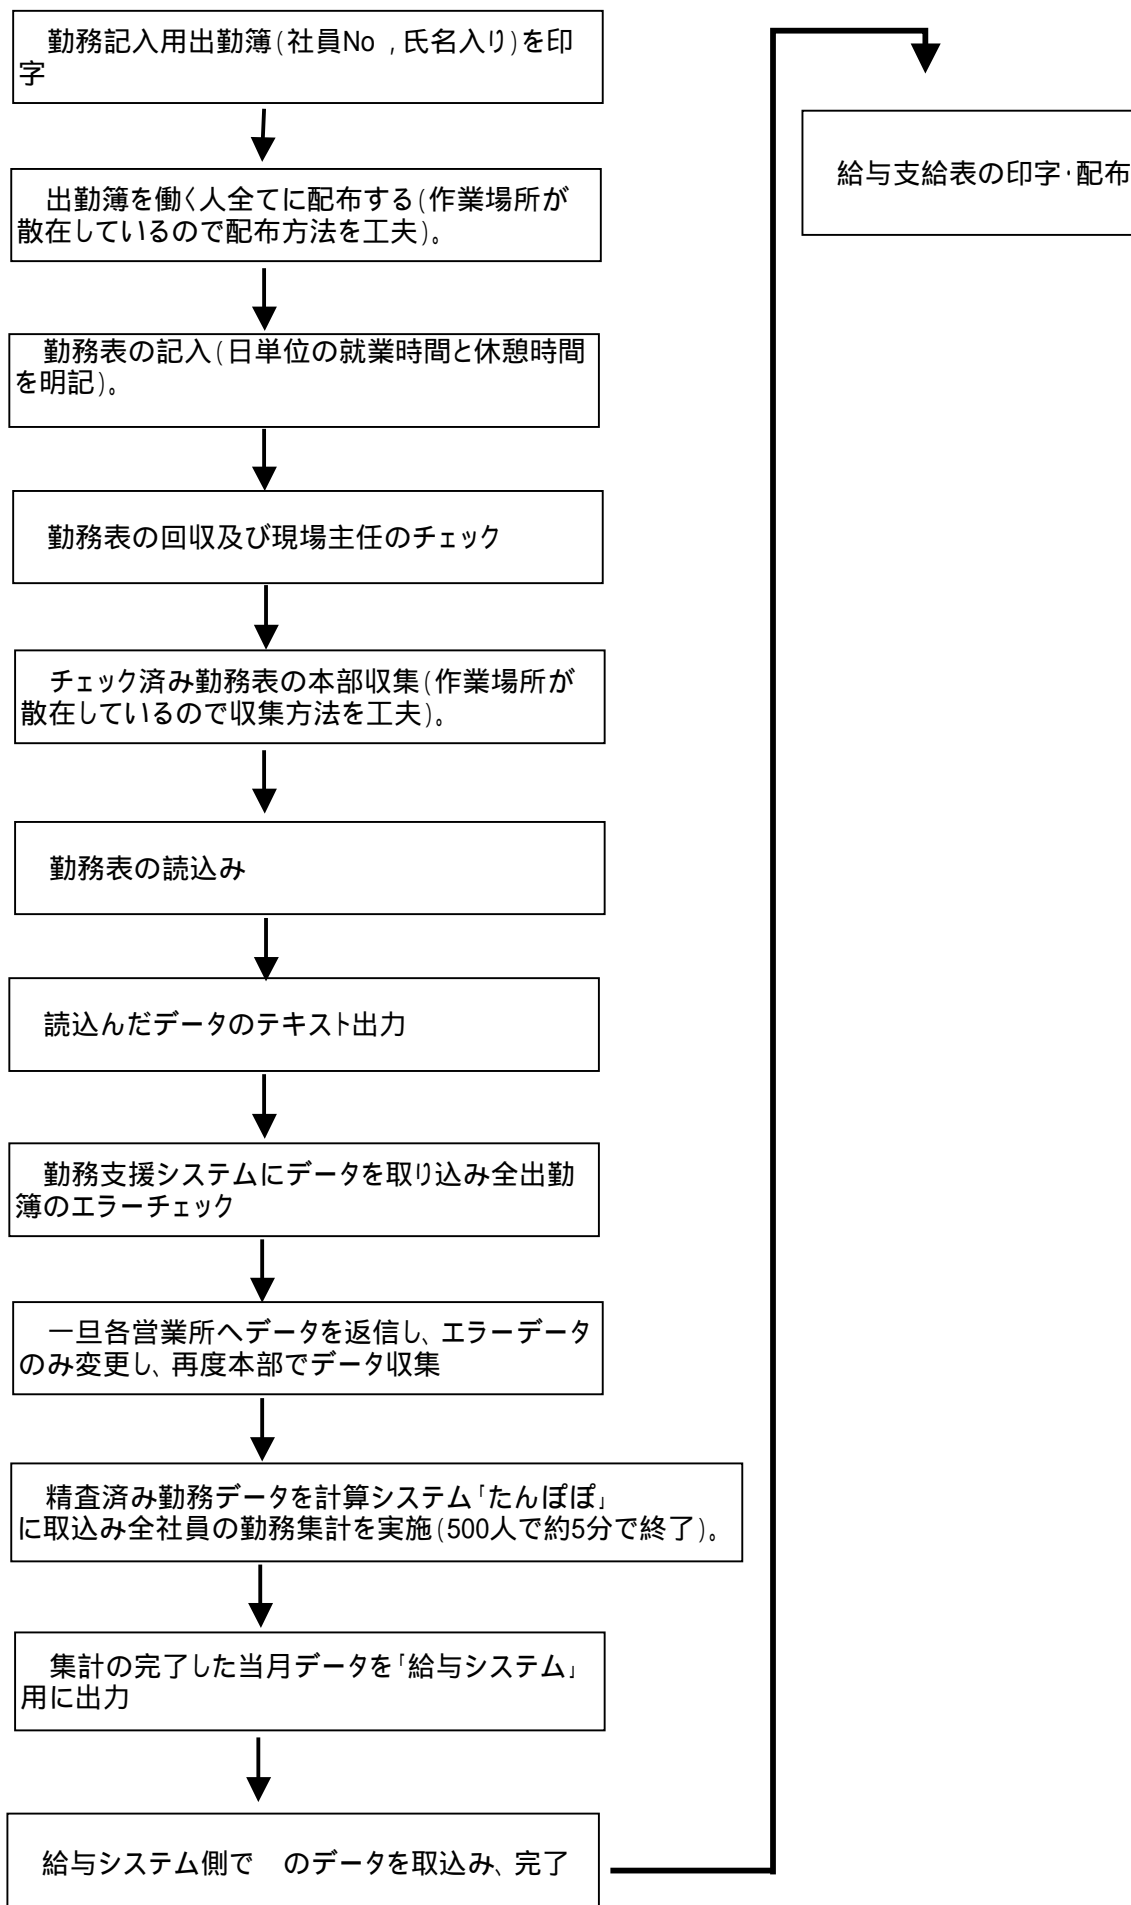 勤務記入用出勤簿(社員No ,氏名入り)を印
字
出勤簿を働く人全てに配布する(作業場所が
散在しているので配布方法を工夫)。
勤務表の記入(日単位の就業時間と休憩時間
を明記)。
勤務表の回収及び現場主任のチェック
チェック済み勤務表の本部収集(作業場所が
散在しているので収集方法を工夫)。
勤務表の読込み
読込んだデータのテキスト出力
勤務支援システムにデータを取り込み全出勤
簿のエラーチェック
一旦各営業所へデータを返信し、エラーデータ
のみ変更し、再度本部でデータ収集
精査済み勤務データを計算システム「たんぽぽ」
に取込み全社員の勤務集計を実施(500人で約5分で終了)。
集計の完了した当月データを「給与システム」
用に出力
給与システム側で　のデータを取込み、完了
給与支給表の印字・配布